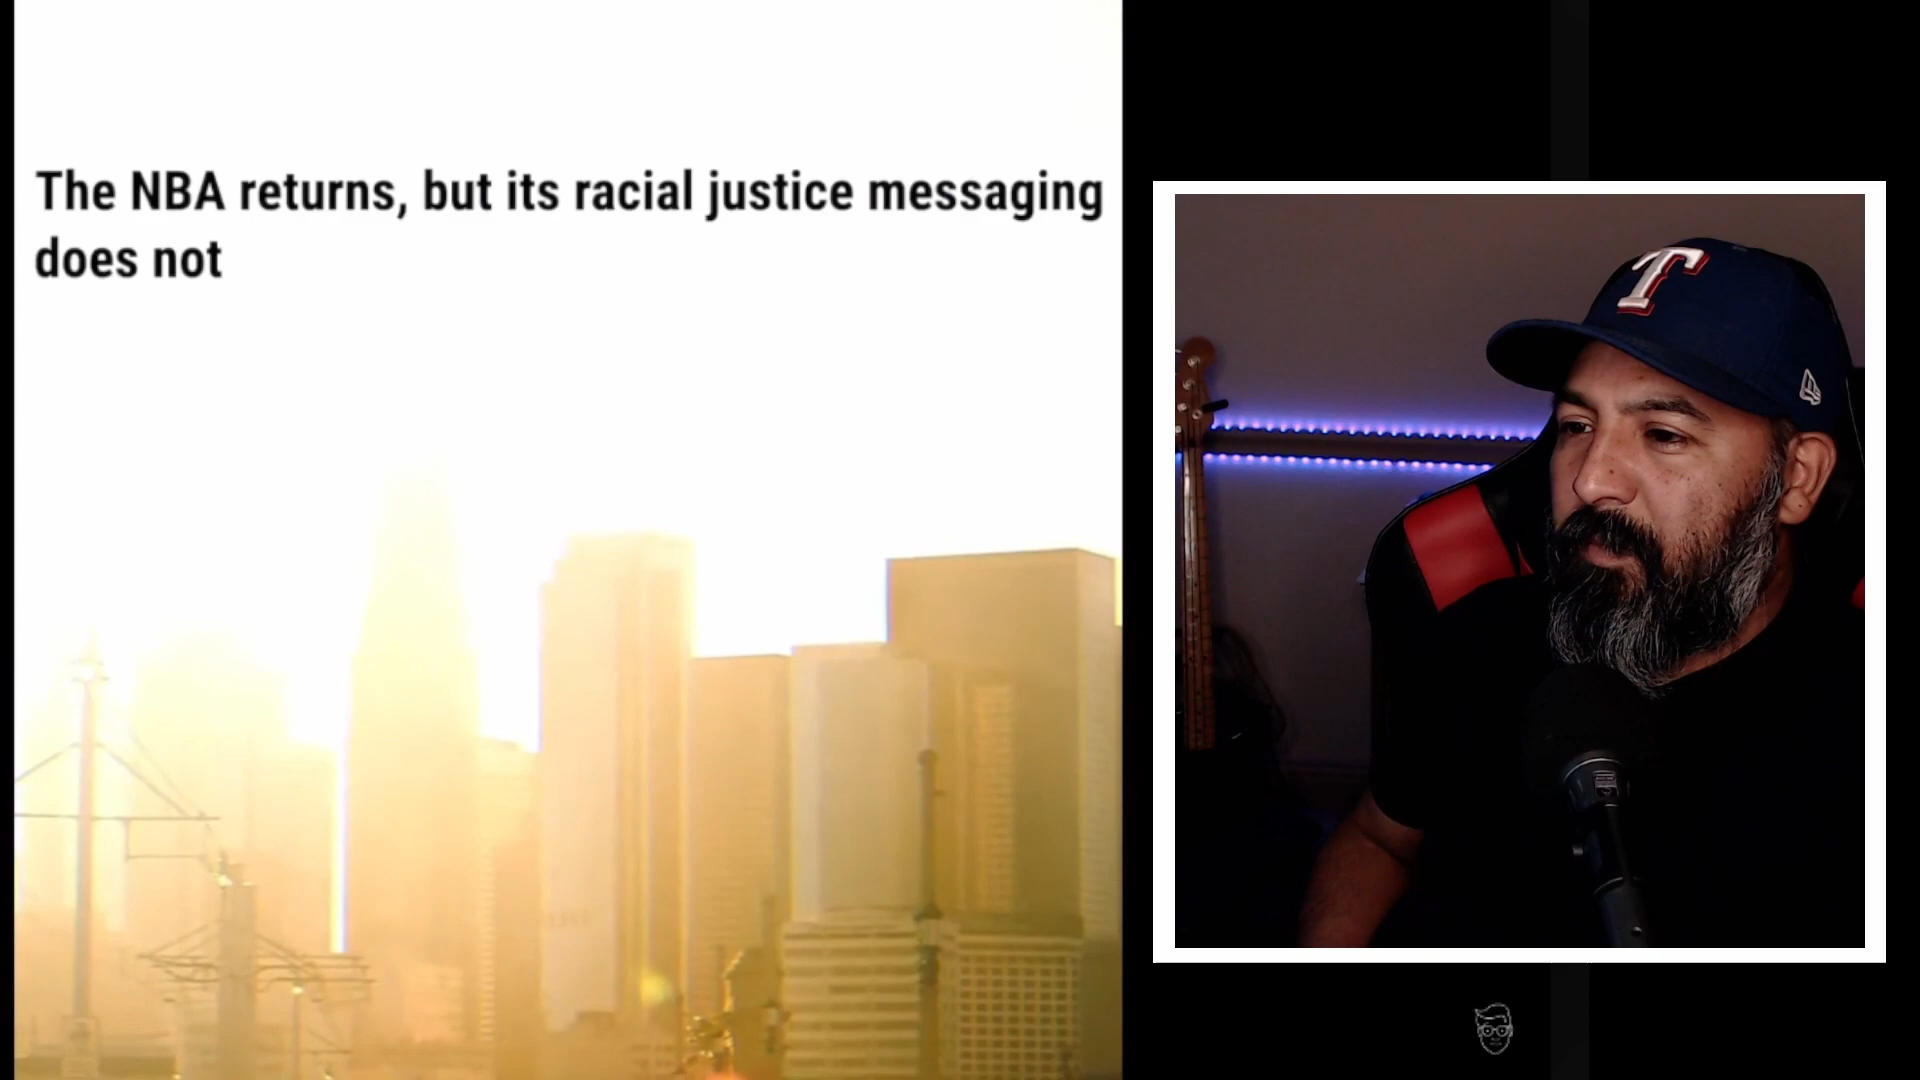 The NBA returns, but its racial justice messaging
does not
T